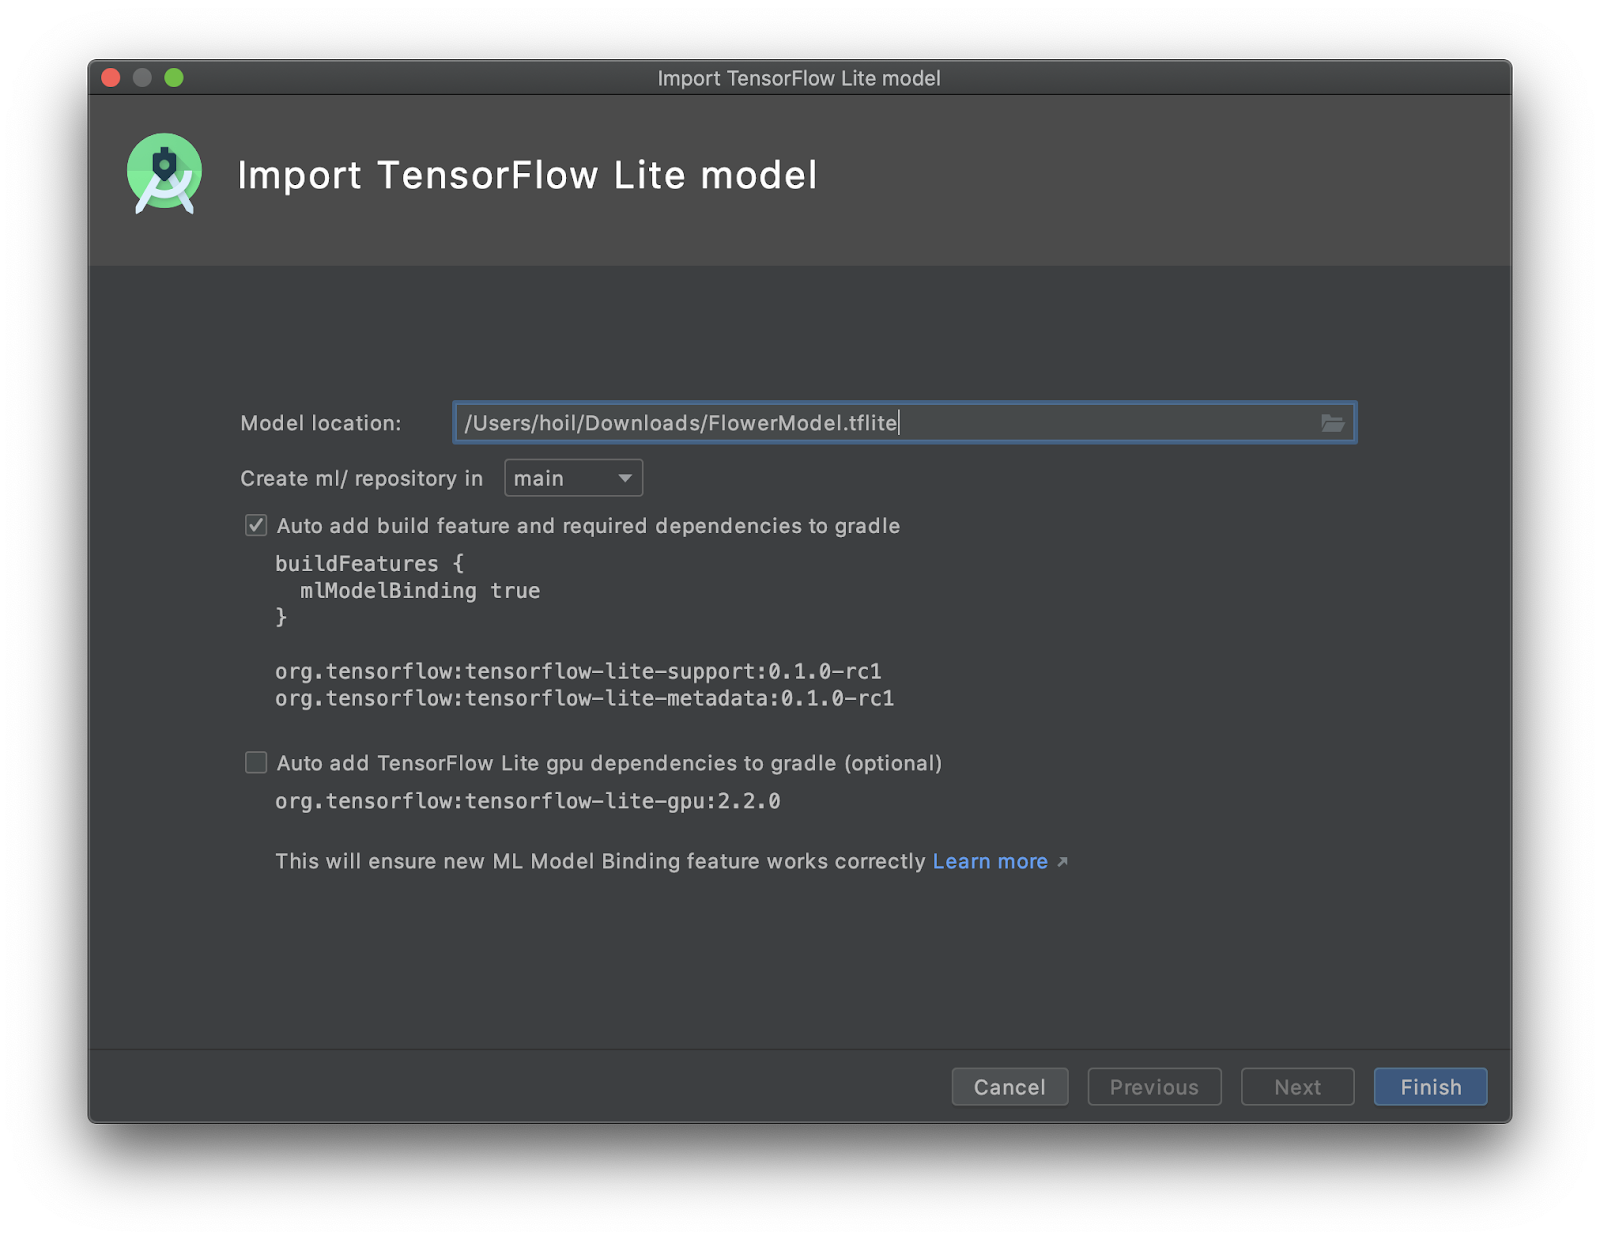 Import TensorFlow Lite model
Import TensorFlow Lite model
Model location: /Users/hoil/Downloads/FlowerModel.tflite
Create ml/ repository in main
Auto add build feature and required dependencies to gradle
buildFeatures {
mlModelBinding true
}
org.tensorflow:tensorflow-lite-support:0.1.0-rc1
org.tensorflow:tensorflow-lite-metadata:0.1.0-rc1
Auto add TensorFlow Lite gpu dependencies to gradle (optional)
org.tensorflow:tensorflow-lite-gpu:2.2.0
This will ensure new ML Model Binding feature works correctly Learn more ↗
Cancel Previous Next Finish